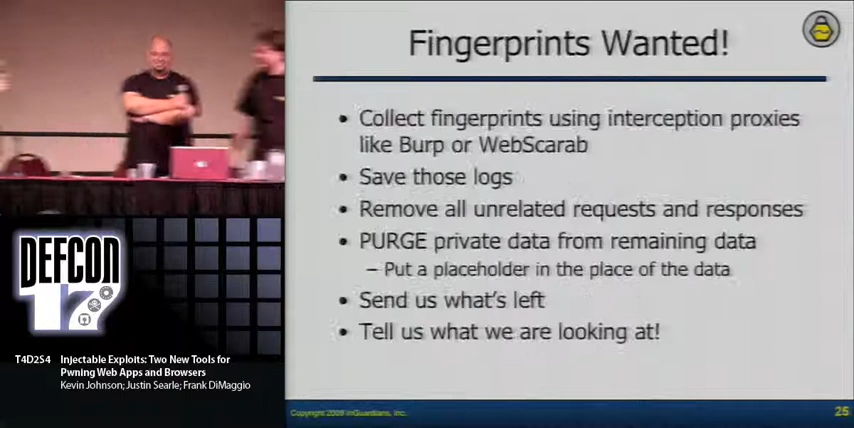 Fingerprints Wanted!
• Collect fingerprints using interception proxies
like Burp or WebScarab
• Save those logs
• Remove all unrelated requests and responses
• PURGE private data from remaining data
– Put a placeholder in the place of the data
• Send us what's left
• Tell us what we are looking at!
Copyright 2009 InGuardians, Inc.
25
DEFCON
17
T4D2S4 Injectable Exploits: Two New Tools for
Pwning Web Apps and Browsers
Kevin Johnson; Justin Searle; Frank DiMaggio